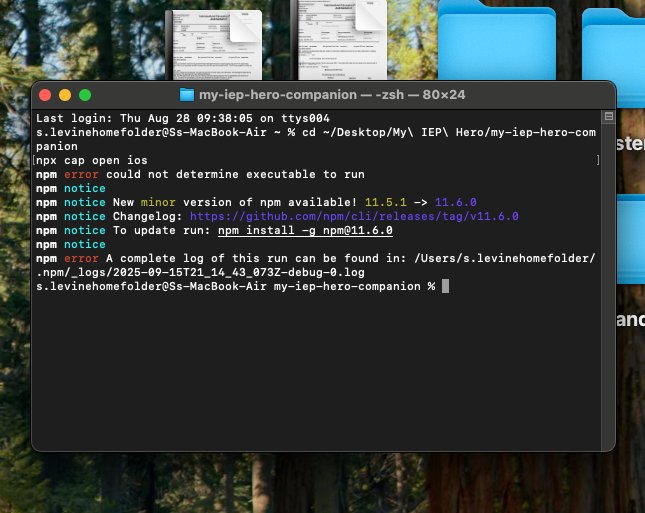 my-iep-hero-companion — -zsh — 80×24
Last login: Thu Aug 28 09:38:05 on ttys004
s.levinehomefolder@Ss-MacBook-Air ~ % cd ~/Desktop/My\ IEP\ Hero/my-iep-hero-com
panion
[npx cap open ios ]
npm error could not determine executable to run
npm notice
npm notice New minor version of npm available! 11.5.1 -> 11.6.0
npm notice Changelog: https://github.com/npm/cli/releases/tag/v11.6.0
npm notice To update run: npm install -g npm@11.6.0
npm notice
npm error A complete log of this run can be found in: /Users/s.levinehomefolder/
.npm/_logs/2025-09-15T21_14_43_073Z-debug-0.log
s.levinehomefolder@Ss-MacBook-Air my-iep-hero-companion %